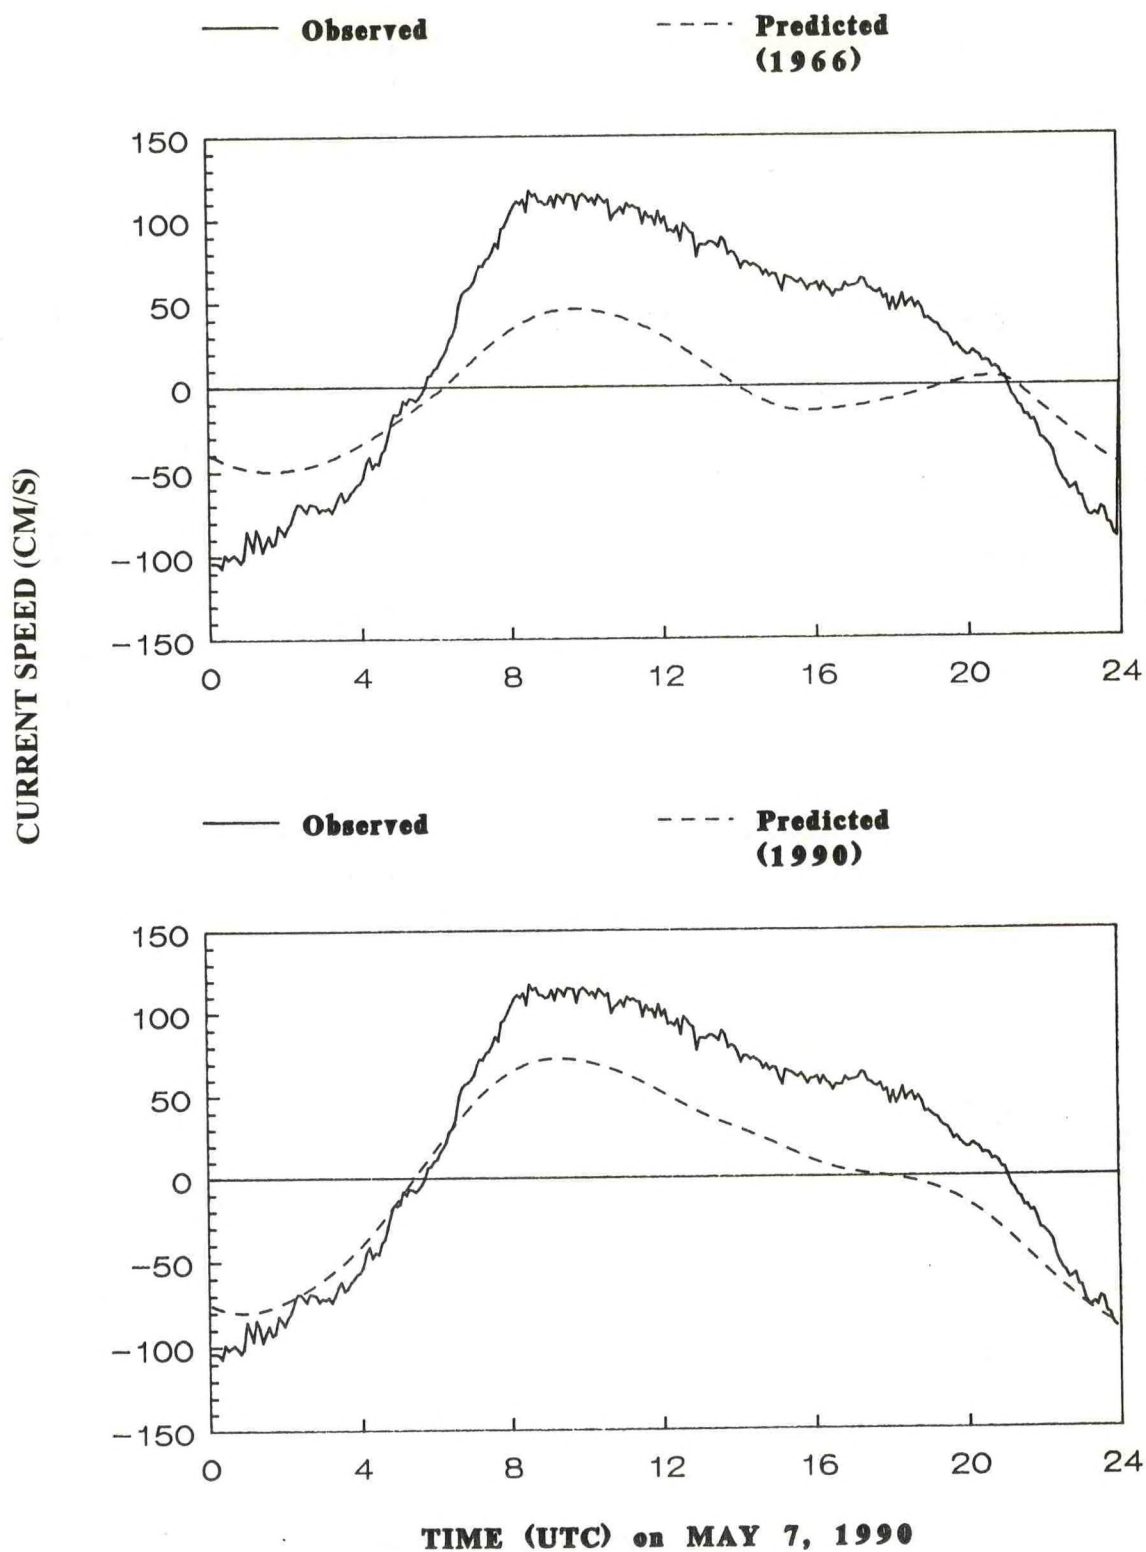 Observed
Predicted
(1966)
150
100
50
0
−50
−100
−150
0 4 8 12 16 20 24
CURRENT SPEED (CM/S)
Observed
Predicted
(1990)
150
100
50
0
−50
−100
−150
0 4 8 12 16 20 24
TIME (UTC) on MAY 7, 1990